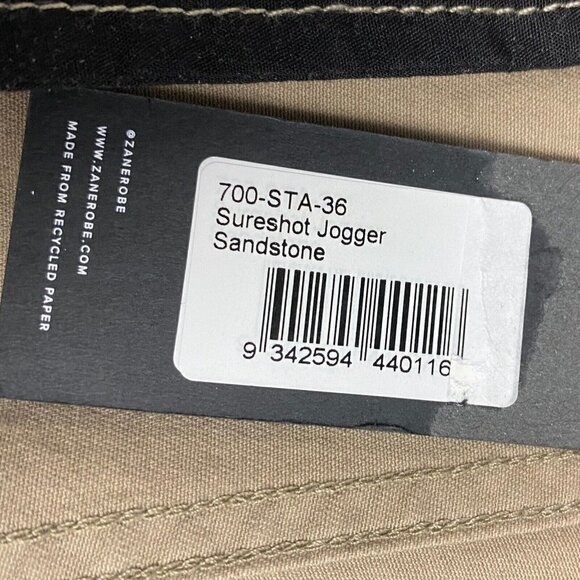 @ZANEROBE
WWW.ZANEROBE.COM
MADE FROM RECYCLED PAPER
700-STA-36
Sureshot Jogger
Sandstone
9 342594 440116